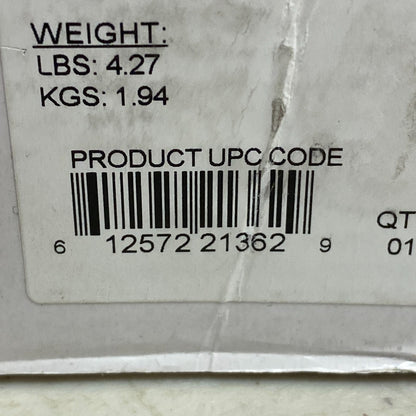 WEIGHT:
LBS: 4.27
KGS: 1.94
PRODUCT UPC CODE
6 12572 21362 9
QT
01